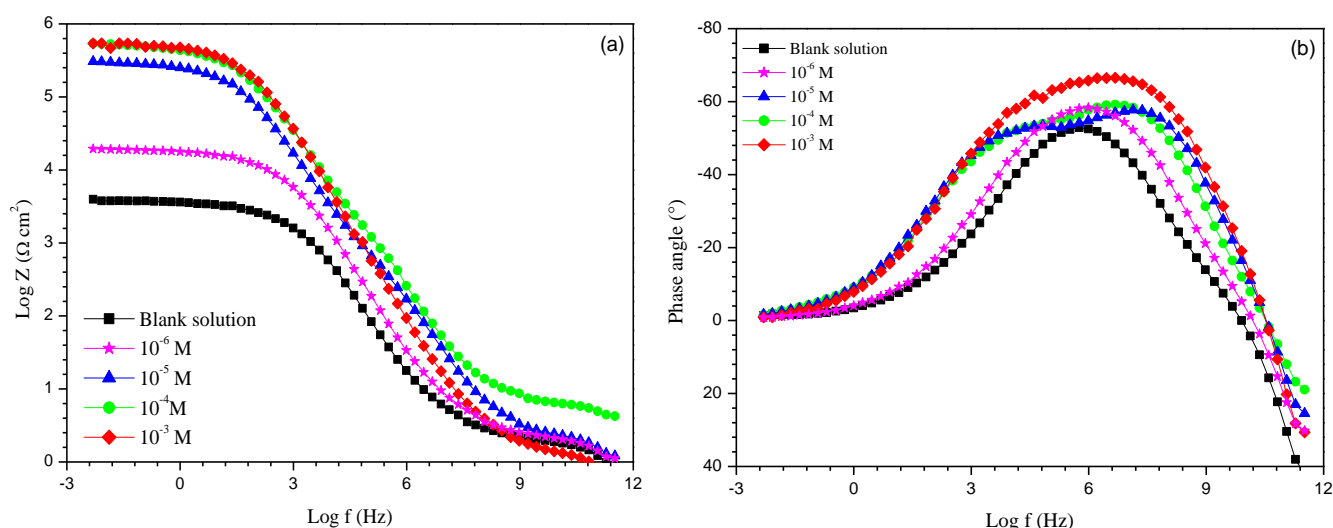 (a)
6
5
4
3
2
1
0
Log Z (Ω cm²)
Blank solution
10⁻⁶ M
10⁻⁵ M
10⁻⁴M
10⁻³ M
-3 0 3 6 9 12
Log f (Hz)
(b)
-80
-60
-40
-20
0
20
40
Phase angle (°)
Blank solution
10⁻⁶ M
10⁻⁵ M
10⁻⁴ M
10⁻³ M
-3 0 3 6 9 12
Log f (Hz)